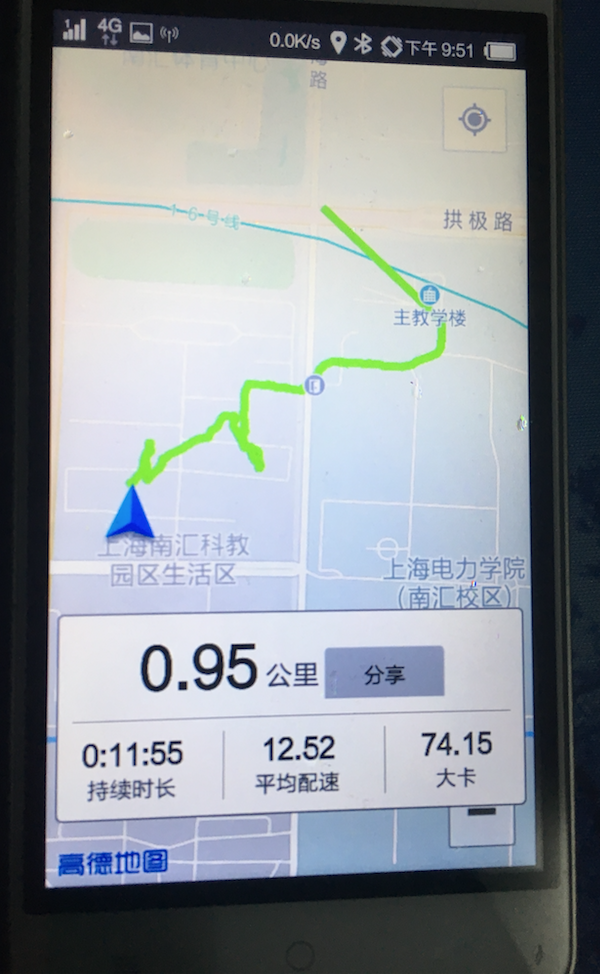 1 4G 0.0K/s 下午 9:51
南汇体育中心
路
16号线
拱极路
主教学楼
上海南汇科教
园区生活区
上海电力学院
(南汇校区)
0.95 公里 分享
0:11:55 12.52 74.15
持续时长 平均配速 大卡
高德地图